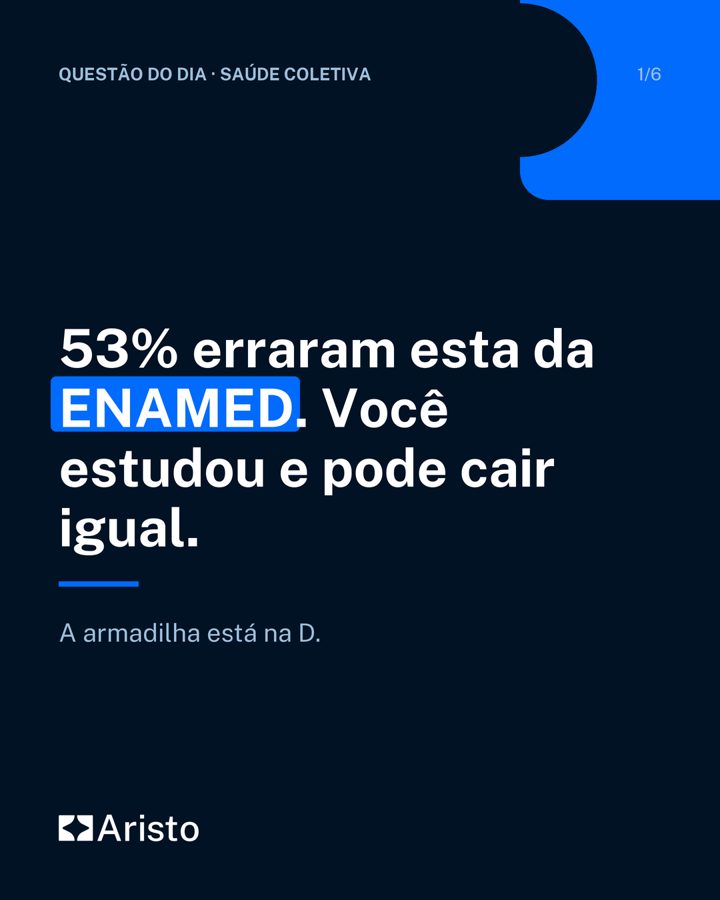 QUESTÃO DO DIA · SAÚDE COLETIVA
1/6
53% erraram esta da
ENAMED. Você
estudou e pode cair
igual.
A armadilha está na D.
Aristo